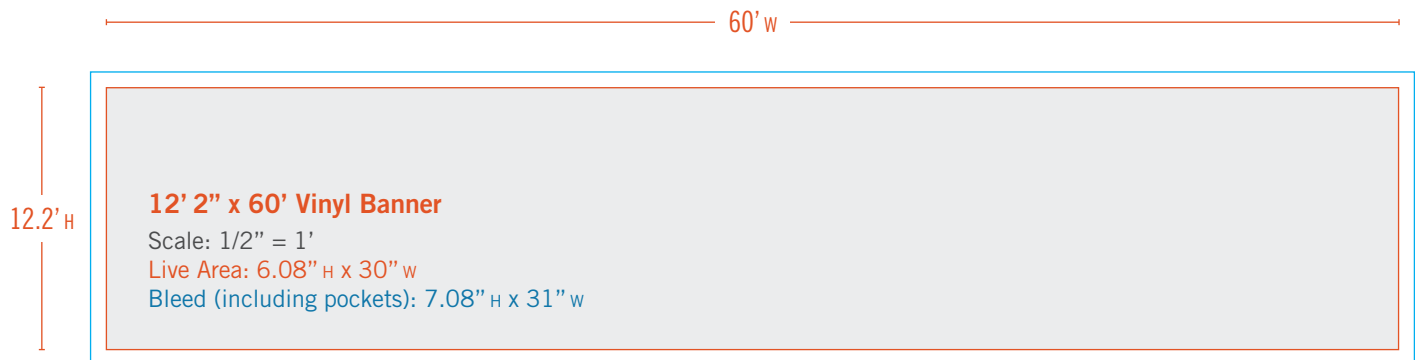 60’ W
12.2’ H
12’ 2” x 60’ Vinyl Banner
Scale: 1/2” = 1’
Live Area: 6.08” H x 30” W
Bleed (including pockets): 7.08” H x 31” W